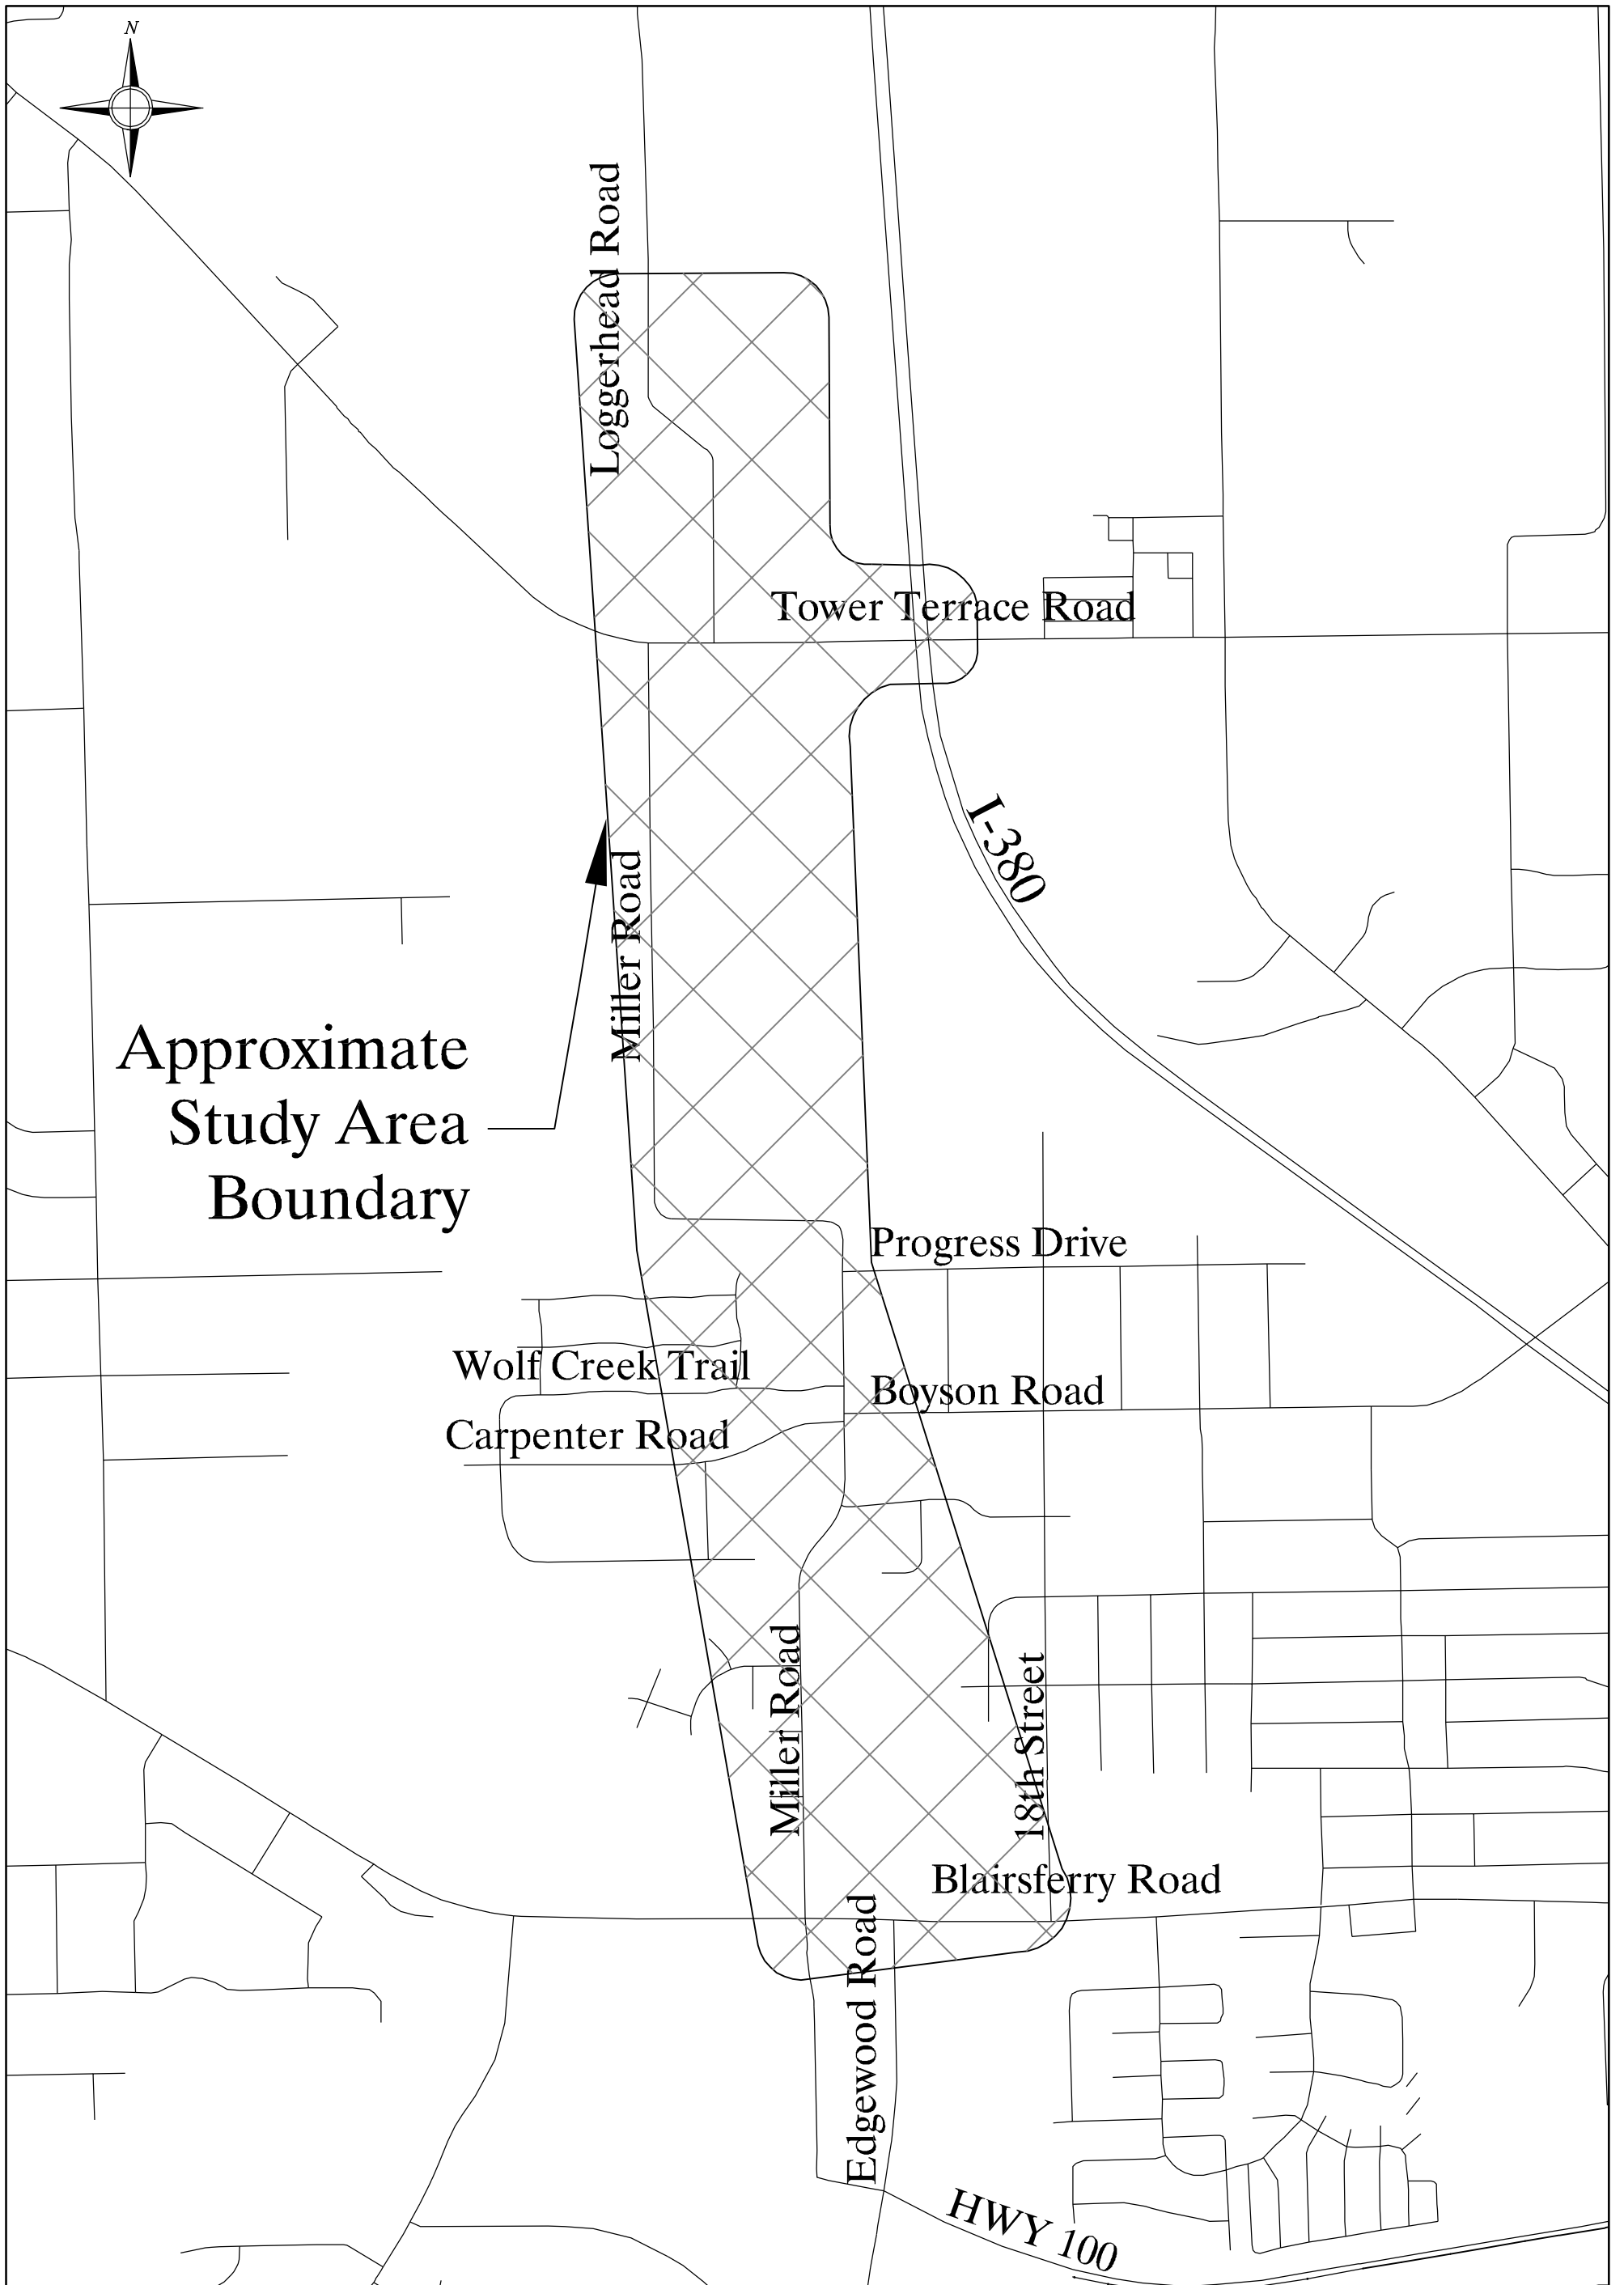 N
Loggerhead Road
Tower Terrace Road
I-380
Miller Road
Approximate
Study Area
Boundary
Progress Drive
Wolf Creek Trail
Boyson Road
Carpenter Road
Miller Road
18th Street
Blairsferry Road
Edgewood Road
HWY 100